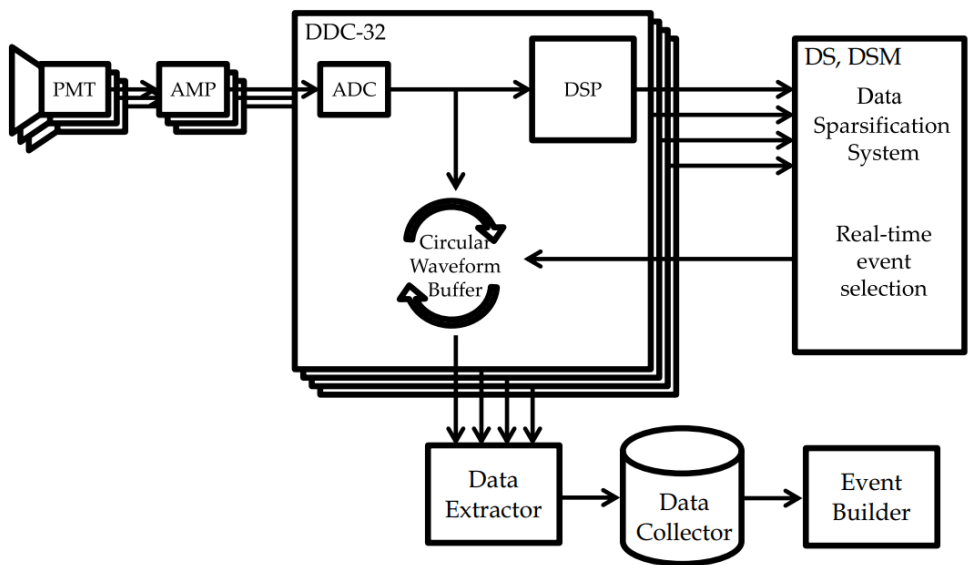 DDC-32
DS, DSM
PMT
AMP
ADC
DSP
Data
Sparsification
System
Circular
Waveform
Buffer
Real-time
event
selection
Data
Extractor
Data
Collector
Event
Builder